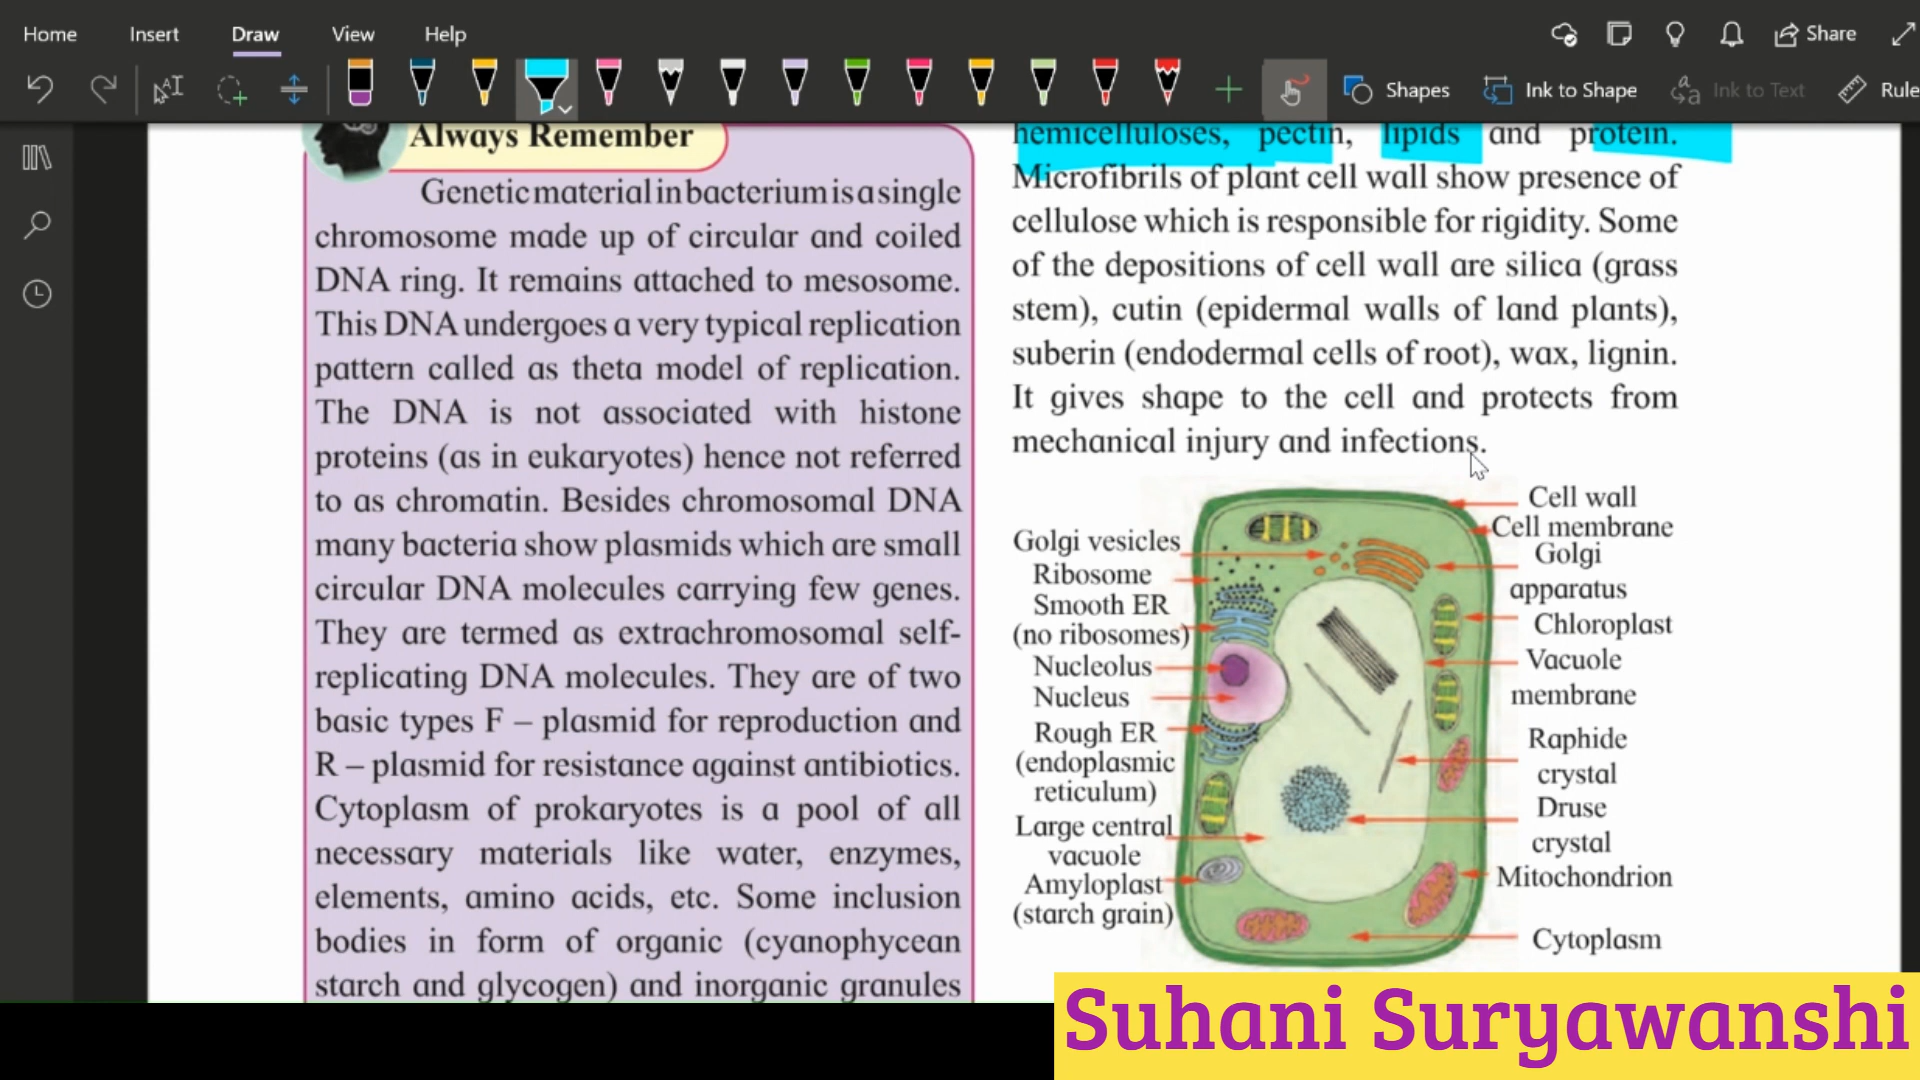 Home Insert Draw View Help
Share
Shapes Ink to Shape Ink to Text Rule
Always Remember
Genetic material in bacterium is a single
chromosome made up of circular and coiled
DNA ring. It remains attached to mesosome.
This DNA undergoes a very typical replication
pattern called as theta model of replication.
The DNA is not associated with histone
proteins (as in eukaryotes) hence not referred
to as chromatin. Besides chromosomal DNA
many bacteria show plasmids which are small
circular DNA molecules carrying few genes.
They are termed as extrachromosomal self-
replicating DNA molecules. They are of two
basic types F – plasmid for reproduction and
R – plasmid for resistance against antibiotics.
Cytoplasm of prokaryotes is a pool of all
necessary materials like water, enzymes,
elements, amino acids, etc. Some inclusion
bodies in form of organic (cyanophycean
starch and glycogen) and inorganic granules
hemicelluloses, pectin, lipids and protein.
Microfibrils of plant cell wall show presence of
cellulose which is responsible for rigidity. Some
of the depositions of cell wall are silica (grass
stem), cutin (epidermal walls of land plants),
suberin (endodermal cells of root), wax, lignin.
It gives shape to the cell and protects from
mechanical injury and infections.
Golgi vesicles
Ribosome
Smooth ER
(no ribosomes)
Nucleolus
Nucleus
Rough ER
(endoplasmic
reticulum)
Large central
vacuole
Amyloplast
(starch grain)
Cell wall
Cell membrane
Golgi
apparatus
Chloroplast
Vacuole
membrane
Raphide
crystal
Druse
crystal
Mitochondrion
Cytoplasm
Suhani Suryawanshi